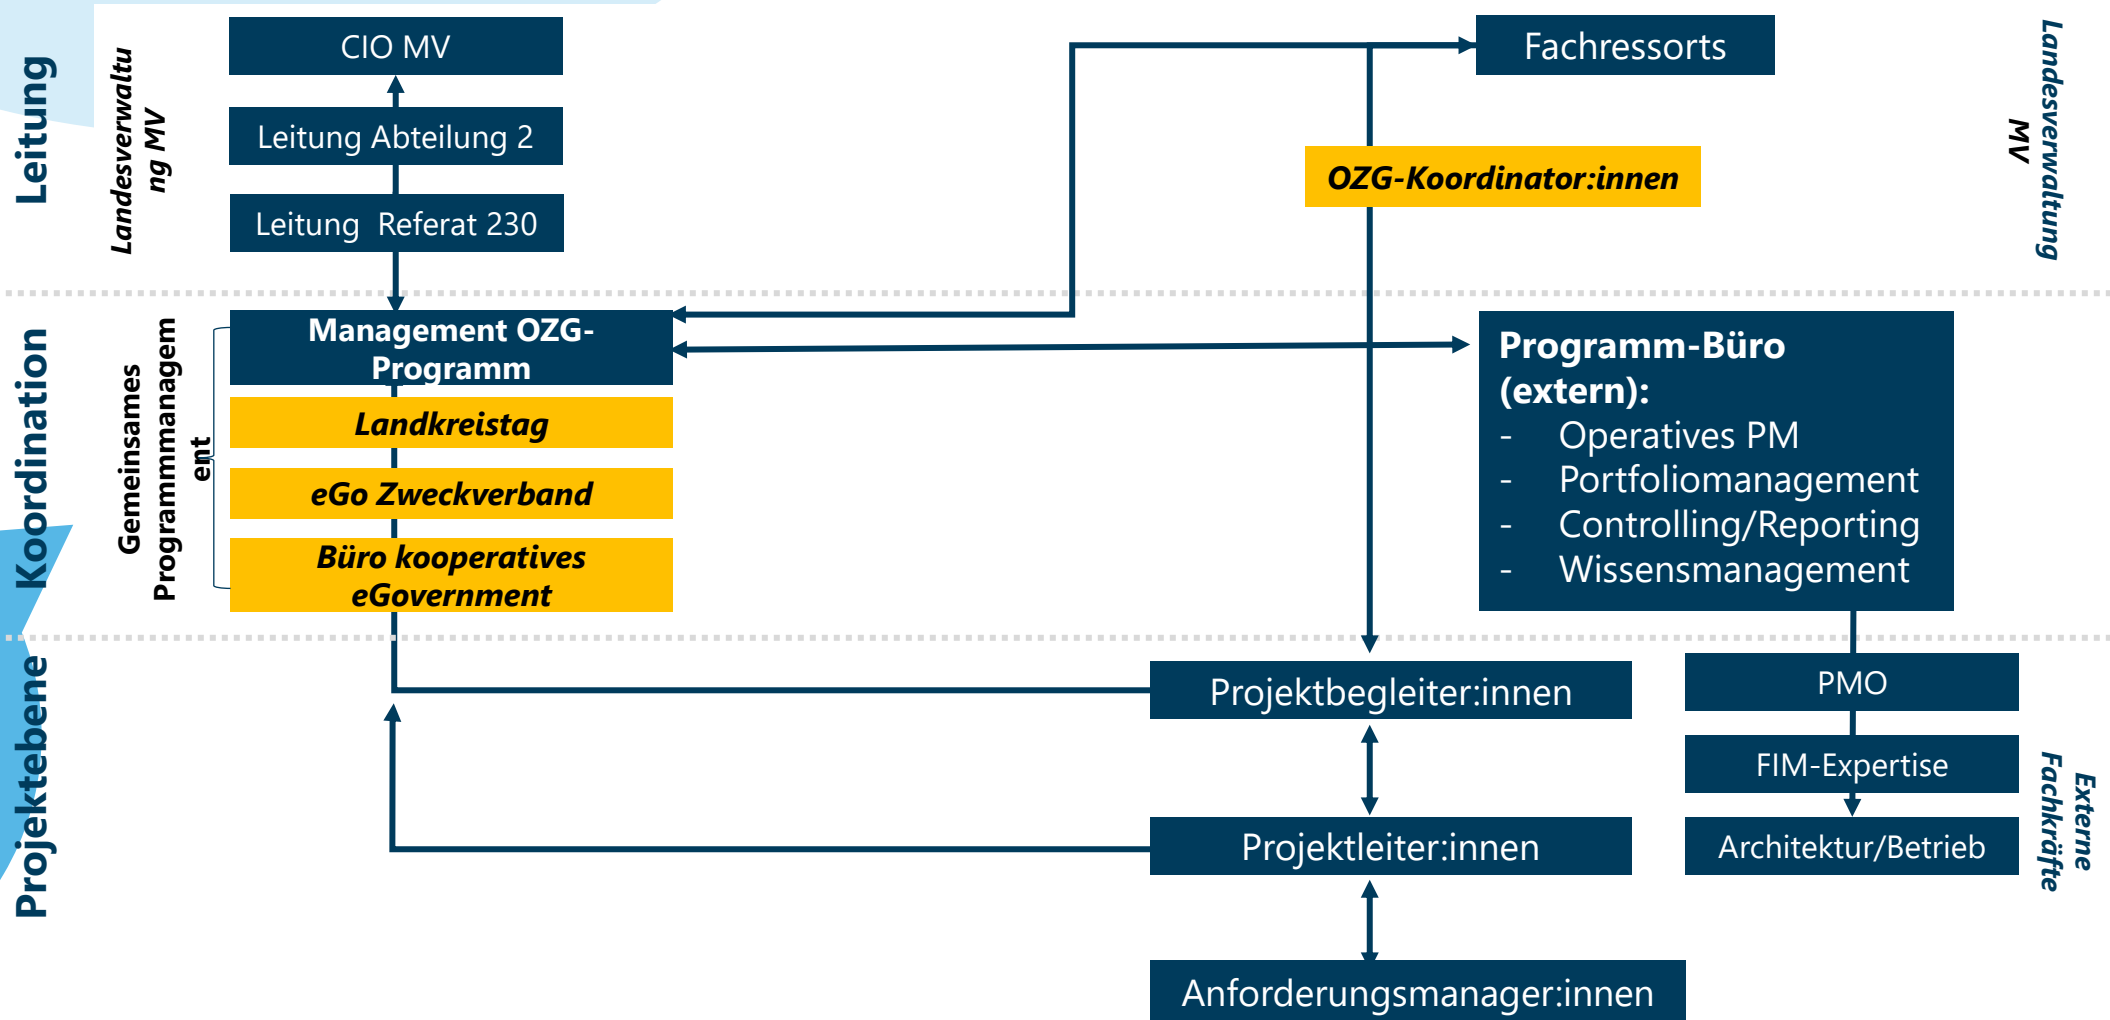 Leitung
Landesverwaltu
ng MV
CIO MV
Leitung Abteilung 2
Leitung Referat 230
Fachressorts
OZG-Koordinator:innen
Landesverwaltung
MV
Koordination
Gemeinsames
Programmmanagem
ent
Management OZG-
Programm
Landkreistag
eGo Zweckverband
Büro kooperatives
eGovernment
Programm-Büro
(extern):
- Operatives PM
- Portfoliomanagement
- Controlling/Reporting
- Wissensmanagement
Projektebene
Projektbegleiter:innen
Projektleiter:innen
Anforderungsmanager:innen
PMO
FIM-Expertise
Architektur/Betrieb
Externe
Fachkräfte